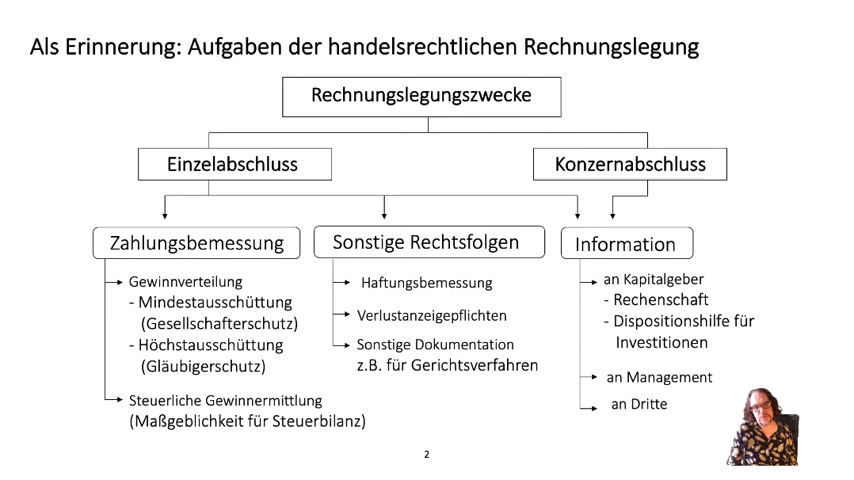 Als Erinnerung: Aufgaben der handelsrechtlichen Rechnungslegung
Rechnungslegungszwecke
Einzelabschluss
Konzernabschluss
Zahlungsbemessung
Gewinnverteilung
- Mindestausschüttung
(Gesellschafterschutz)
- Höchstausschüttung
(Gläubigerschutz)
Steuerliche Gewinnermittlung
(Maßgeblichkeit für Steuerbilanz)
Sonstige Rechtsfolgen
Haftungsbemessung
Verlustanzeigepflichten
Sonstige Dokumentation
z.B. für Gerichtsverfahren
Information
an Kapitalgeber
- Rechenschaft
- Dispositionshilfe für
Investitionen
an Management
an Dritte
2